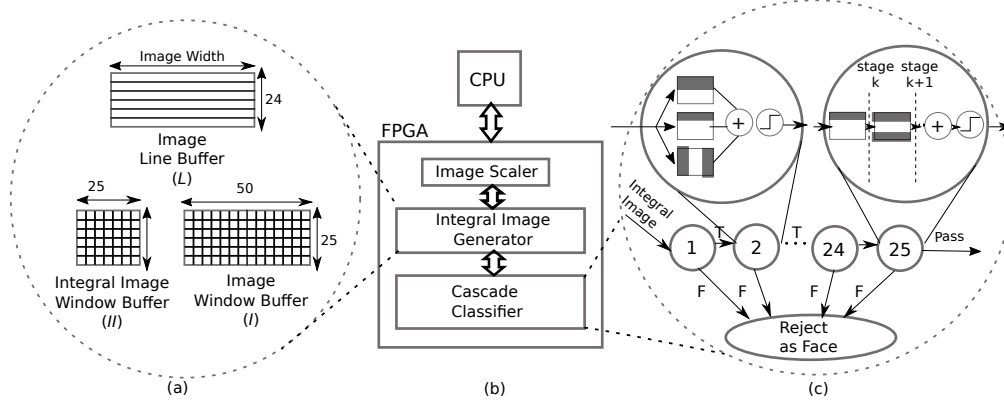 Image Width
24
Image
Line Buffer
(L)
25
50
25
Integral Image
Window Buffer
(II)
Image
Window Buffer
(I)
(a)
CPU
FPGA
Image Scaler
Integral Image
Generator
Cascade
Classifier
(b)
stage
k
stage
k+1
+
+
Integral
Image
1
T
2
T
24
25
Pass
F
F
F
F
Reject
as Face
(c)